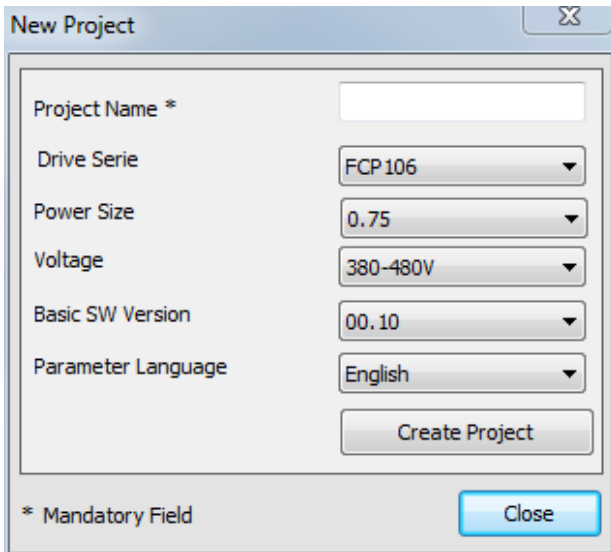 New Project
Project Name *
Drive Serie FCP106
Power Size 0.75
Voltage 380-480V
Basic SW Version 00.10
Parameter Language English
Create Project
* Mandatory Field Close